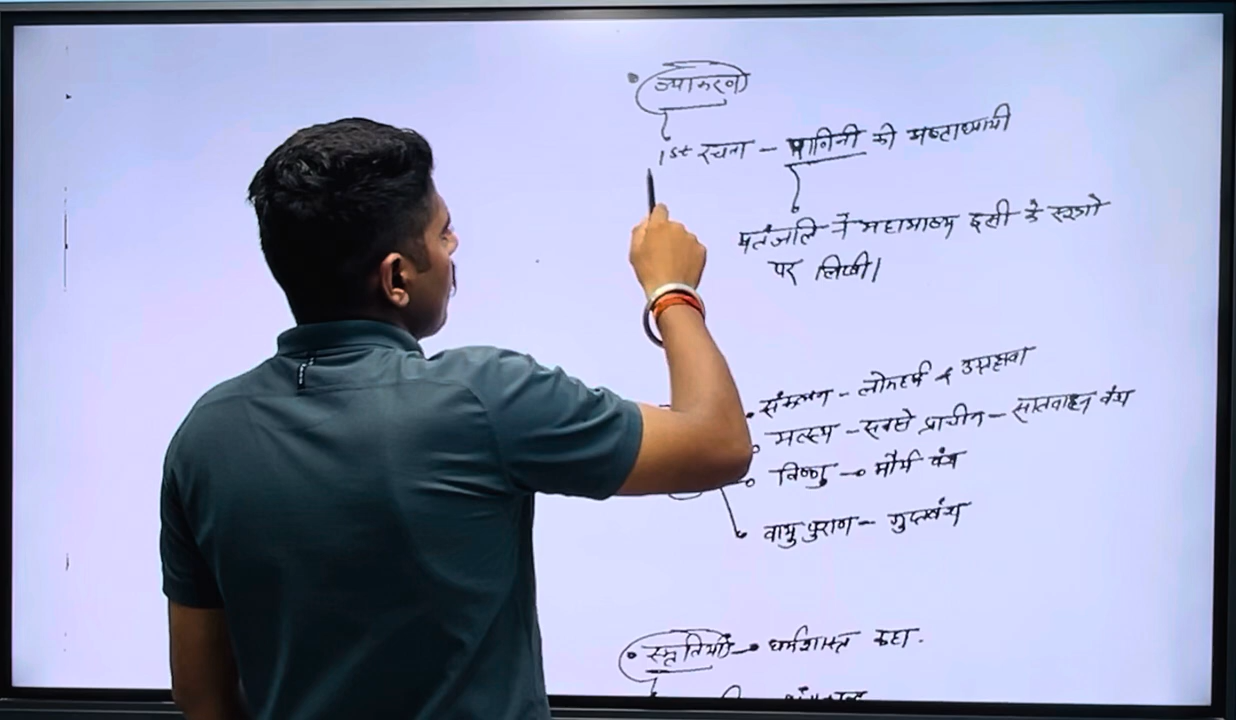 व्याकरण
1st रचना - पाणिनी की अष्टाध्यायी
पतंजलि ने महाभाष्य इसी के सूत्रो
पर लिखी।
संकलन - लोमहर्ष व उग्रश्रवा
मत्स्य - सबसे प्राचीन - सातवाहन वंश
विष्णु - मौर्य वंश
वायु पुराण - गुप्तवंश
स्मृतियाँ - धर्मशास्त्र कहा.